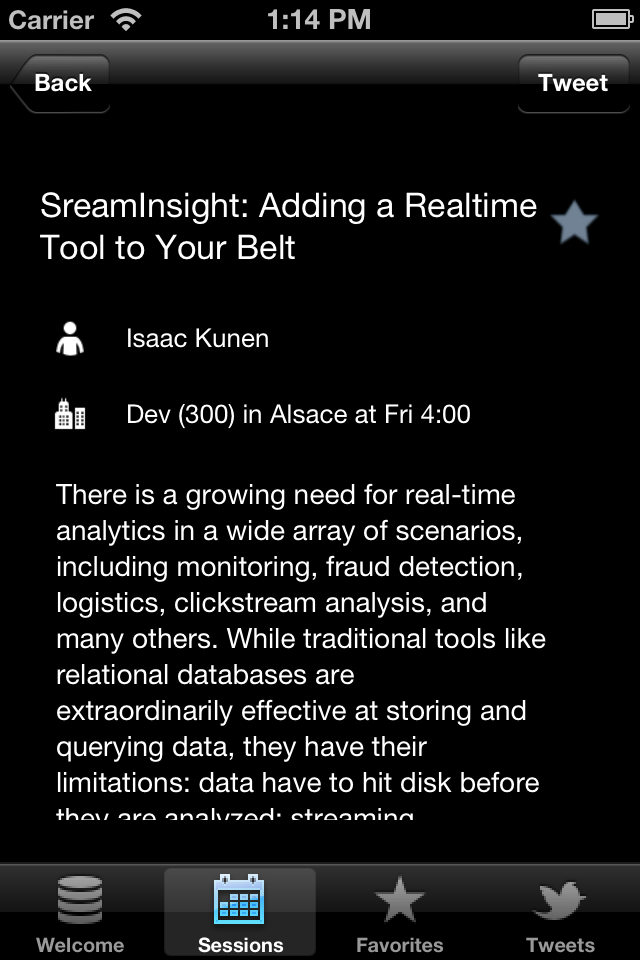 Carrier 1:14 PM
Back Tweet
SreamInsight: Adding a Realtime
Tool to Your Belt
Isaac Kunen
Dev (300) in Alsace at Fri 4:00
There is a growing need for real-time
analytics in a wide array of scenarios,
including monitoring, fraud detection,
logistics, clickstream analysis, and
many others. While traditional tools like
relational databases are
extraordinarily effective at storing and
querying data, they have their
limitations: data have to hit disk before
they are analyzed; streaming
Welcome Sessions Favorites Tweets